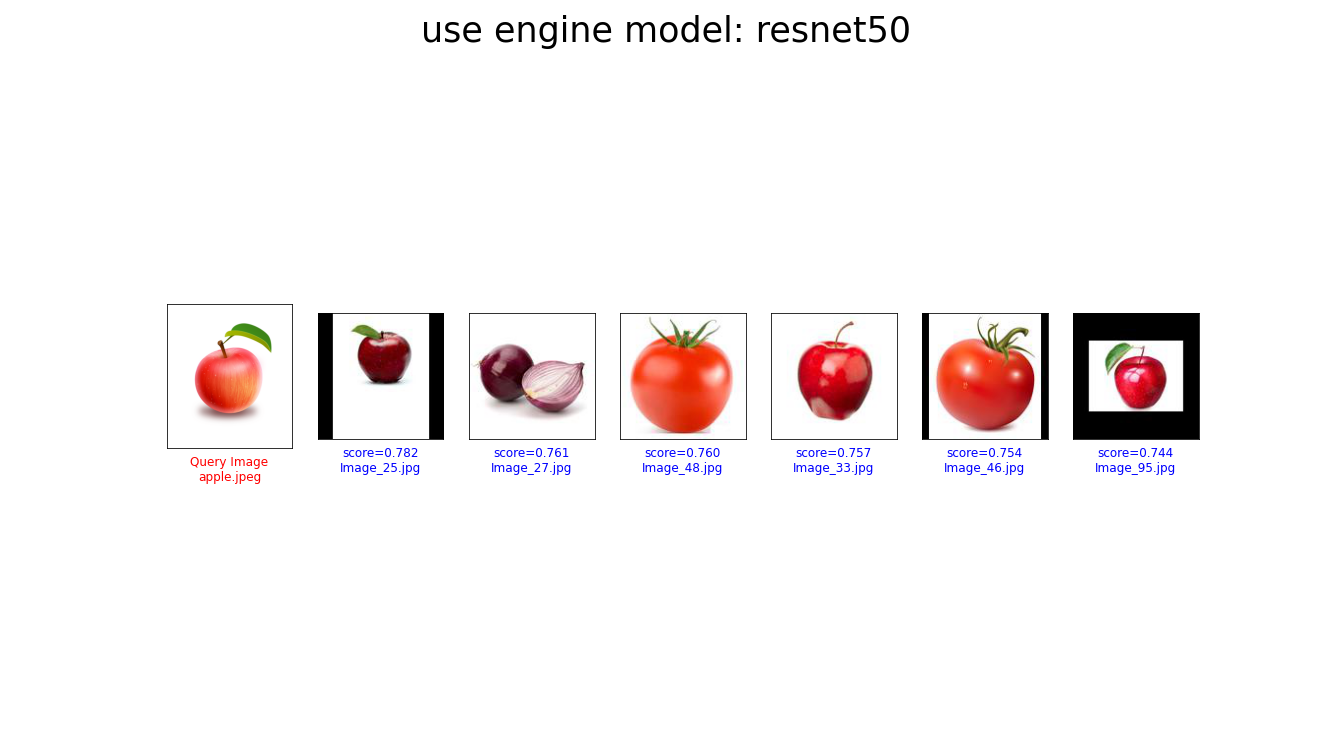 use engine model: resnet50
Query Image
apple.jpeg
score=0.782
Image_25.jpg
score=0.761
Image_27.jpg
score=0.760
Image_48.jpg
score=0.757
Image_33.jpg
score=0.754
Image_46.jpg
score=0.744
Image_95.jpg